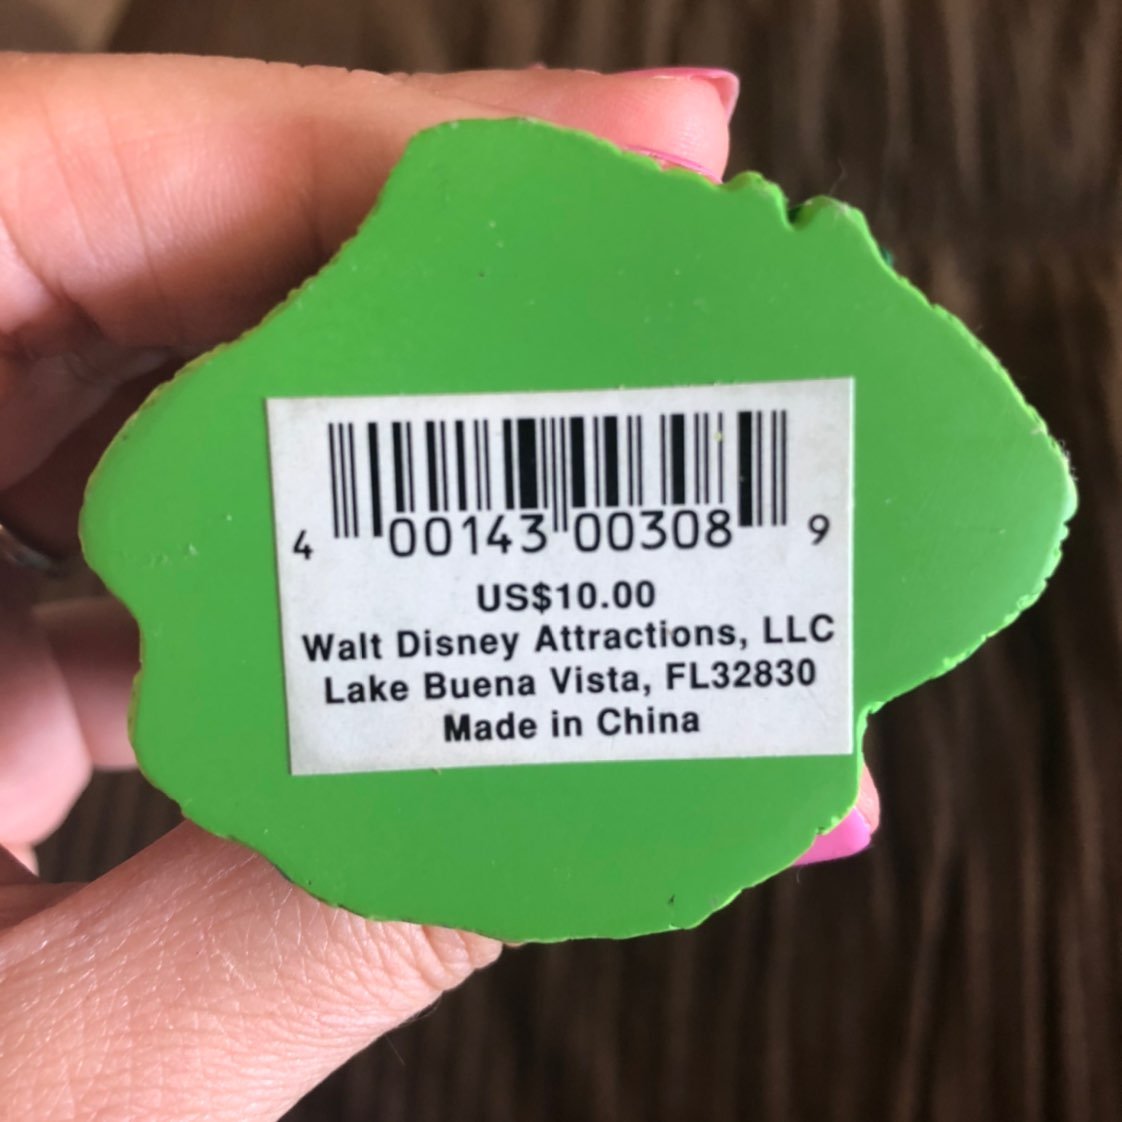 4 00143 00308 9
US$10.00
Walt Disney Attractions, LLC
Lake Buena Vista, FL32830
Made in China